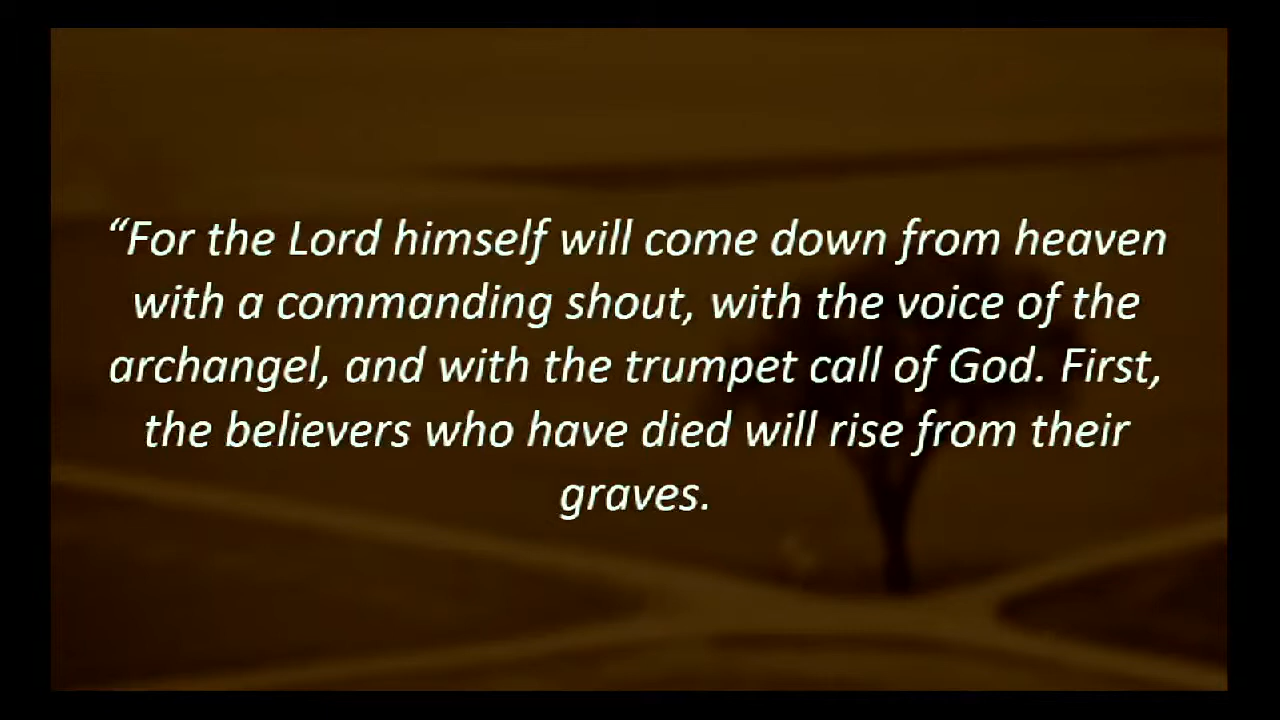 “For the Lord himself will come down from heaven
with a commanding shout, with the voice of the
archangel, and with the trumpet call of God. First,
the believers who have died will rise from their
graves.